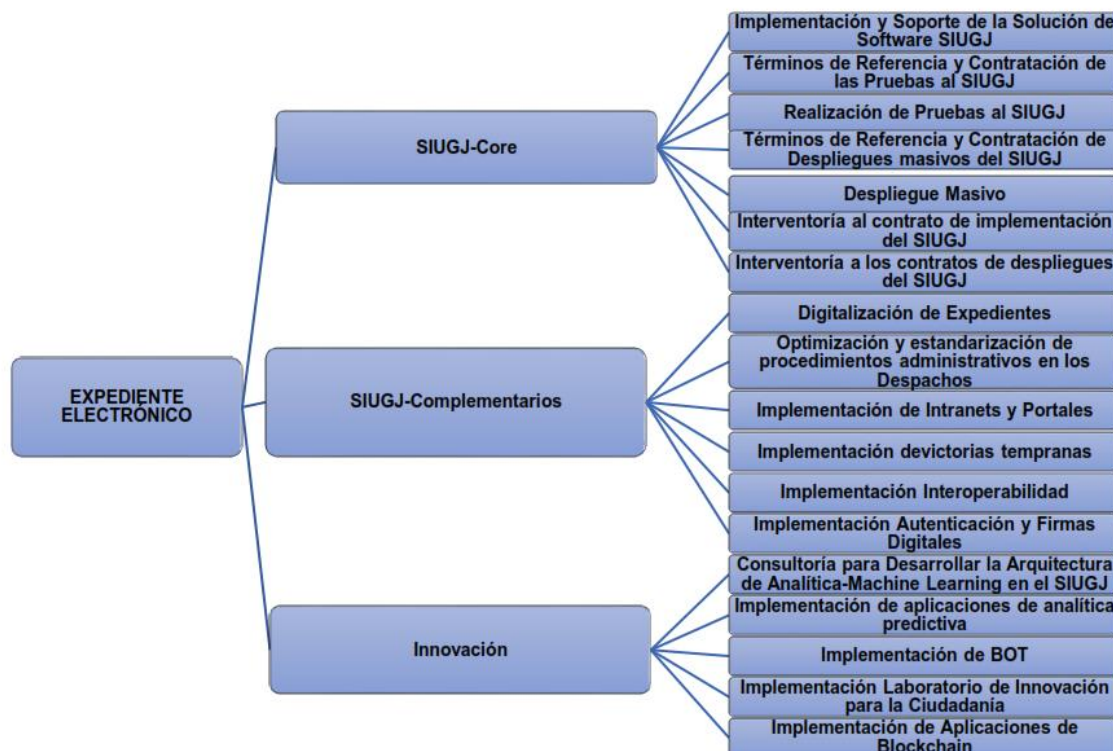 EXPEDIENTE
ELECTRÓNICO
SIUGJ-Core
Implementación y Soporte de la Solución de
Software SIUGJ
Términos de Referencia y Contratación de
las Pruebas al SIUGJ
Realización de Pruebas al SIUGJ
Términos de Referencia y Contratación de
Despliegues masivos del SIUGJ
Despliegue Masivo
Interventoría al contrato de implementación
del SIUGJ
Interventoría a los contratos de despliegues
del SIUGJ
SIUGJ-Complementarios
Digitalización de Expedientes
Optimización y estandarización de
procedimientos administrativos en los
Despachos
Implementación de Intranets y Portales
Implementación devictorias tempranas
Implementación Interoperabilidad
Implementación Autenticación y Firmas
Digitales
Innovación
Consultoría para Desarrollar la Arquitectura
de Analítica-Machine Learning en el SIUGJ
Implementación de aplicaciones de analítica
predictiva
Implementación de BOT
Implementación Laboratorio de Innovación
para la Ciudadanía
Implementación de Aplicaciones de
Blockchain